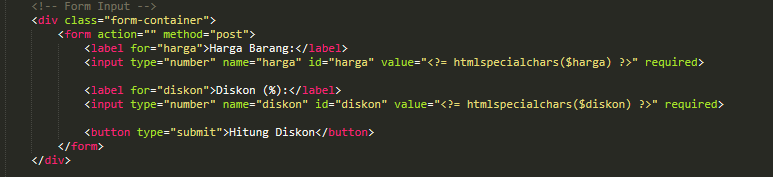 <!-- Form Input -->
<div class="form-container">
<form action="" method="post">
<label for="harga">Harga Barang:</label>
<input type="number" name="harga" id="harga" value="<?= htmlspecialchars($harga) ?>" required>
<label for="diskon">Diskon (%):</label>
<input type="number" name="diskon" id="diskon" value="<?= htmlspecialchars($diskon) ?>" required>
<button type="submit">Hitung Diskon</button>
</form>
</div>